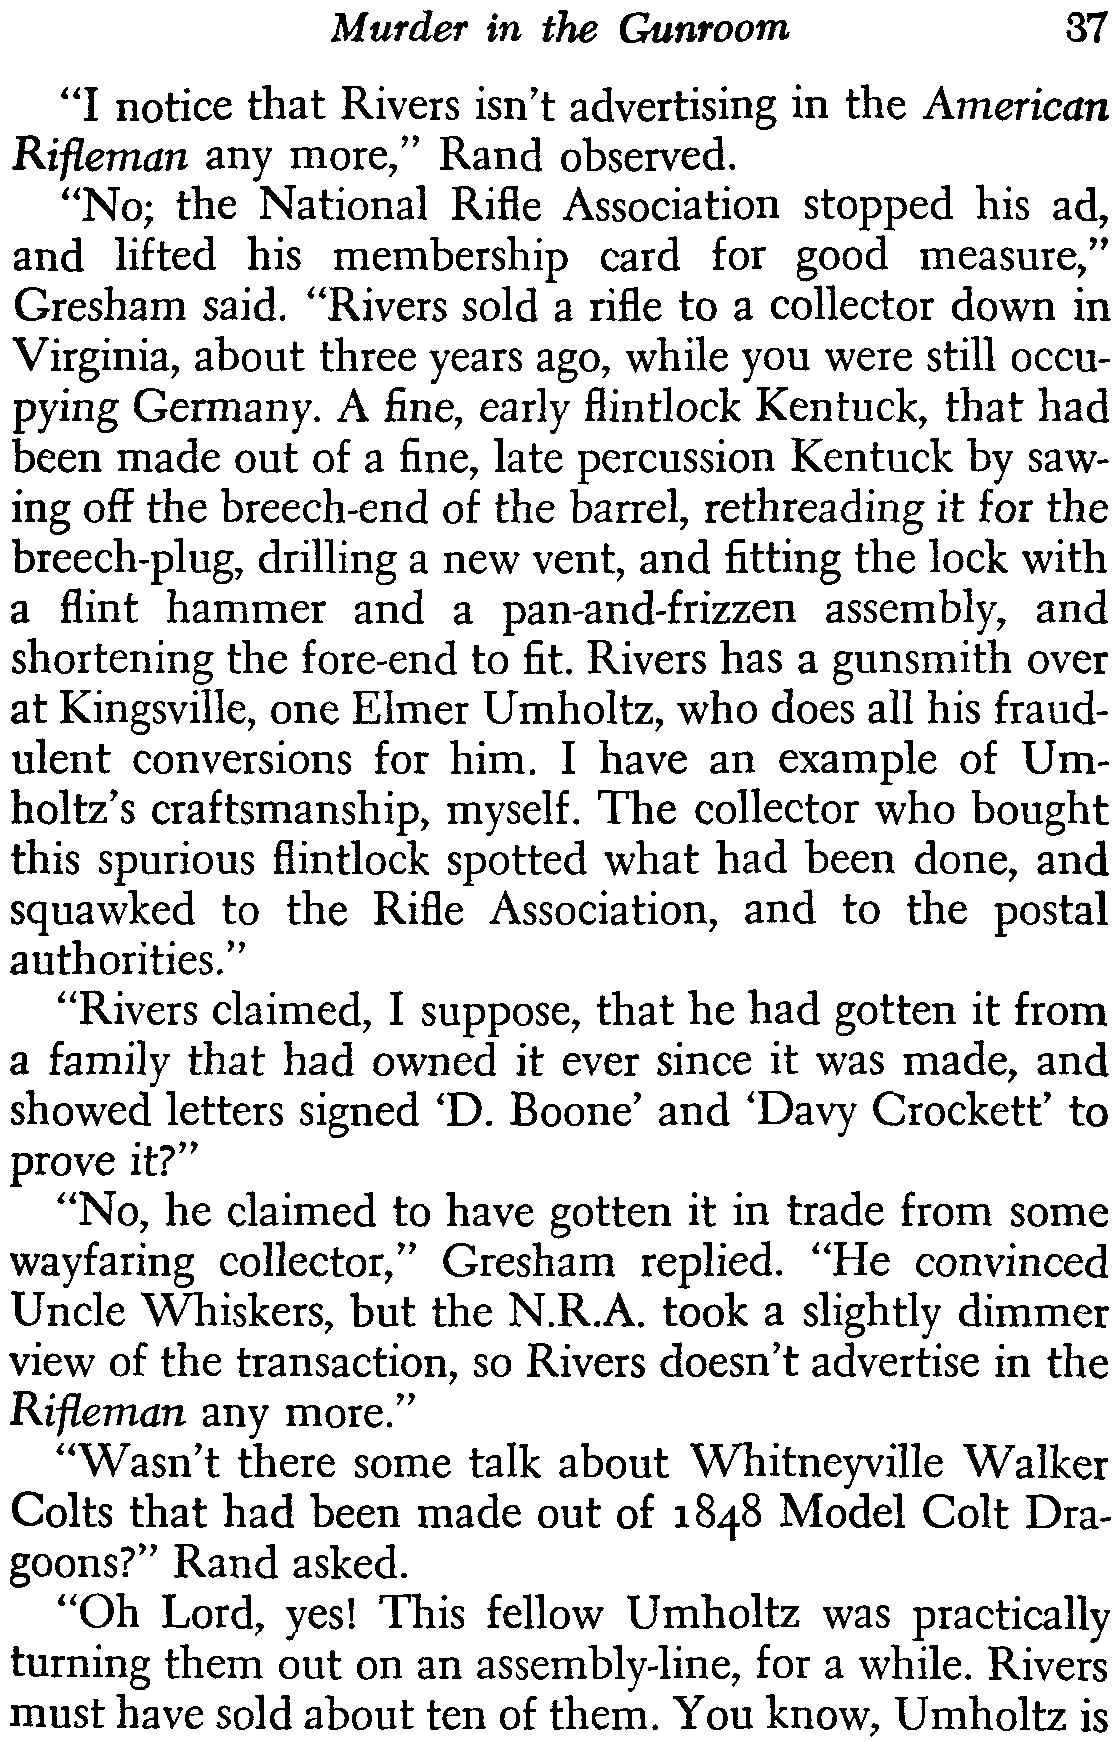 Murder in the Gunroom 37
“I notice that Rivers isn’t advertising in the American
Rifleman any more,” Rand observed.
“No; the National Rifle Association stopped his ad,
and lifted his membership card for good measure,”
Gresham said. “Rivers sold a rifle to a collector down in
Virginia, about three years ago, while you were still occu-
pying Germany. A fine, early flintlock Kentuck, that had
been made out of a fine, late percussion Kentuck by saw-
ing off the breech-end of the barrel, rethreading it for the
breech-plug, drilling a new vent, and fitting the lock with
a flint hammer and a pan-and-frizzen assembly, and
shortening the fore-end to fit. Rivers has a gunsmith over
at Kingsville, one Elmer Umholtz, who does all his fraud-
ulent conversions for him. I have an example of Um-
holtz’s craftsmanship, myself. The collector who bought
this spurious flintlock spotted what had been done, and
squawked to the Rifle Association, and to the postal
authorities.”
“Rivers claimed, I suppose, that he had gotten it from
a family that had owned it ever since it was made, and
showed letters signed ‘D. Boone’ and ‘Davy Crockett’ to
prove it?”
“No, he claimed to have gotten it in trade from some
wayfaring collector,” Gresham replied. “He convinced
Uncle Whiskers, but the N.R.A. took a slightly dimmer
view of the transaction, so Rivers doesn’t advertise in the
Rifleman any more.”
“Wasn’t there some talk about Whitneyville Walker
Colts that had been made out of 1848 Model Colt Dra-
goons?” Rand asked.
“Oh Lord, yes! This fellow Umholtz was practically
turning them out on an assembly-line, for a while. Rivers
must have sold about ten of them. You know, Umholtz is